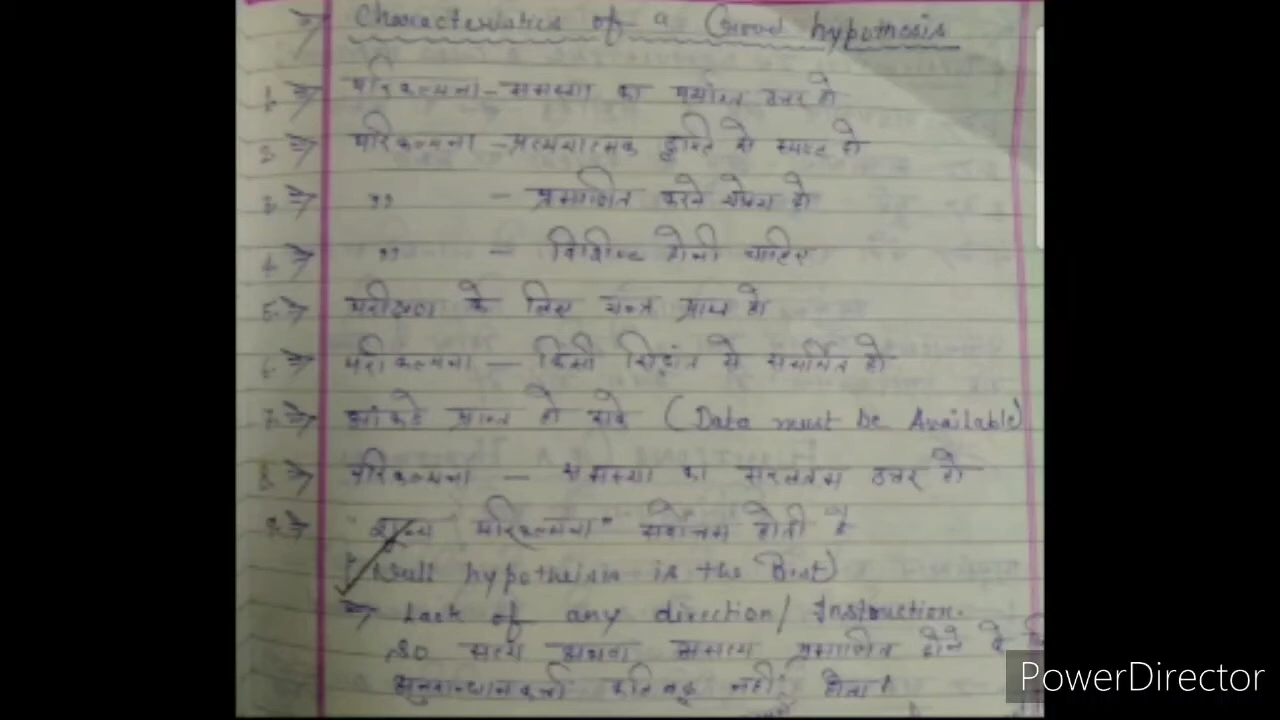 ⇒ Characteristics of a Good hypothesis
1. ⇒ परिकल्पना - समस्या का पर्याप्त उत्तर हो
2 ⇒ परिकल्पना - प्रत्ययात्मक दृष्टि से स्पष्ट हो
3 ⇒ ,, - प्रमाणित करने योग्य हो
4 ⇒ ,, - विशिष्ट होनी चाहिए
5. ⇒ परीक्षण के लिए यन्त्र प्राप्त हो
6. ⇒ परिकल्पना - किसी सिद्धांत से सम्बंधित हो
7. ⇒ आंकडे प्राप्त हो सके (Data must be Available)
8. ⇒ परिकल्पना - समस्या का सरलतम उत्तर हो
9. ⇒ "शून्य परिकल्पना" सर्वोत्तम होती है
(Null hypothesis is the Best)
⇒ Lack of any direction/ Instruction.
So सत्य अथवा असत्य प्रमाणित होने के
अनुसन्धानकर्ता नहीं होता।
PowerDirector